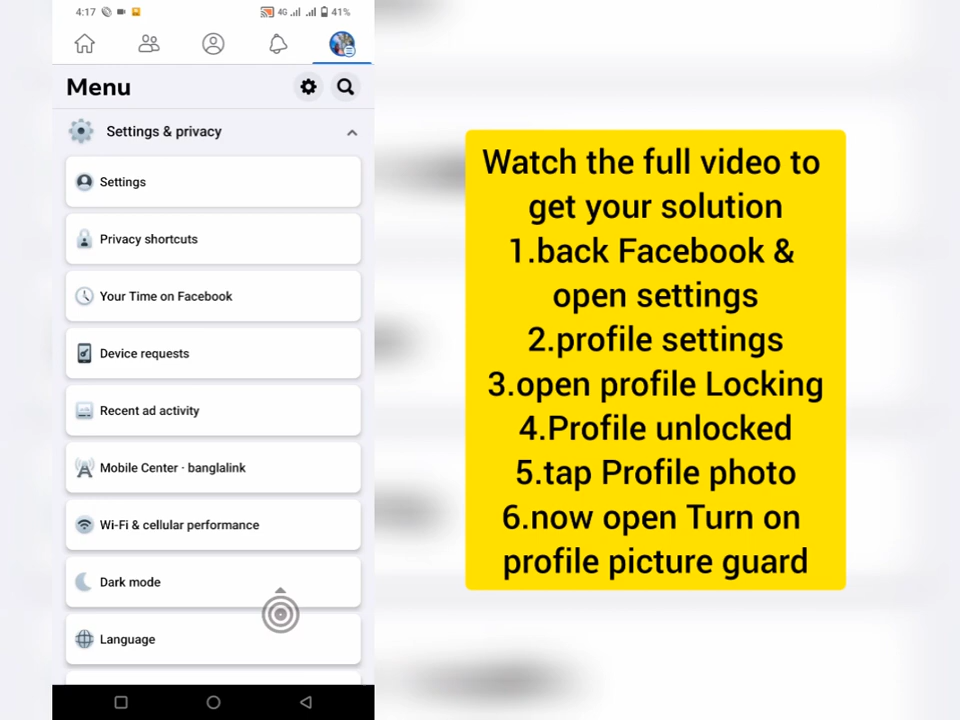 4:17
4G
41%
Menu
Settings & privacy
Settings
Privacy shortcuts
Your Time on Facebook
Device requests
Recent ad activity
Mobile Center · banglalink
Wi-Fi & cellular performance
Dark mode
Language
Watch the full video to
get your solution
1.back Facebook &
open settings
2.profile settings
3.open profile Locking
4.Profile unlocked
5.tap Profile photo
6.now open Turn on
profile picture guard